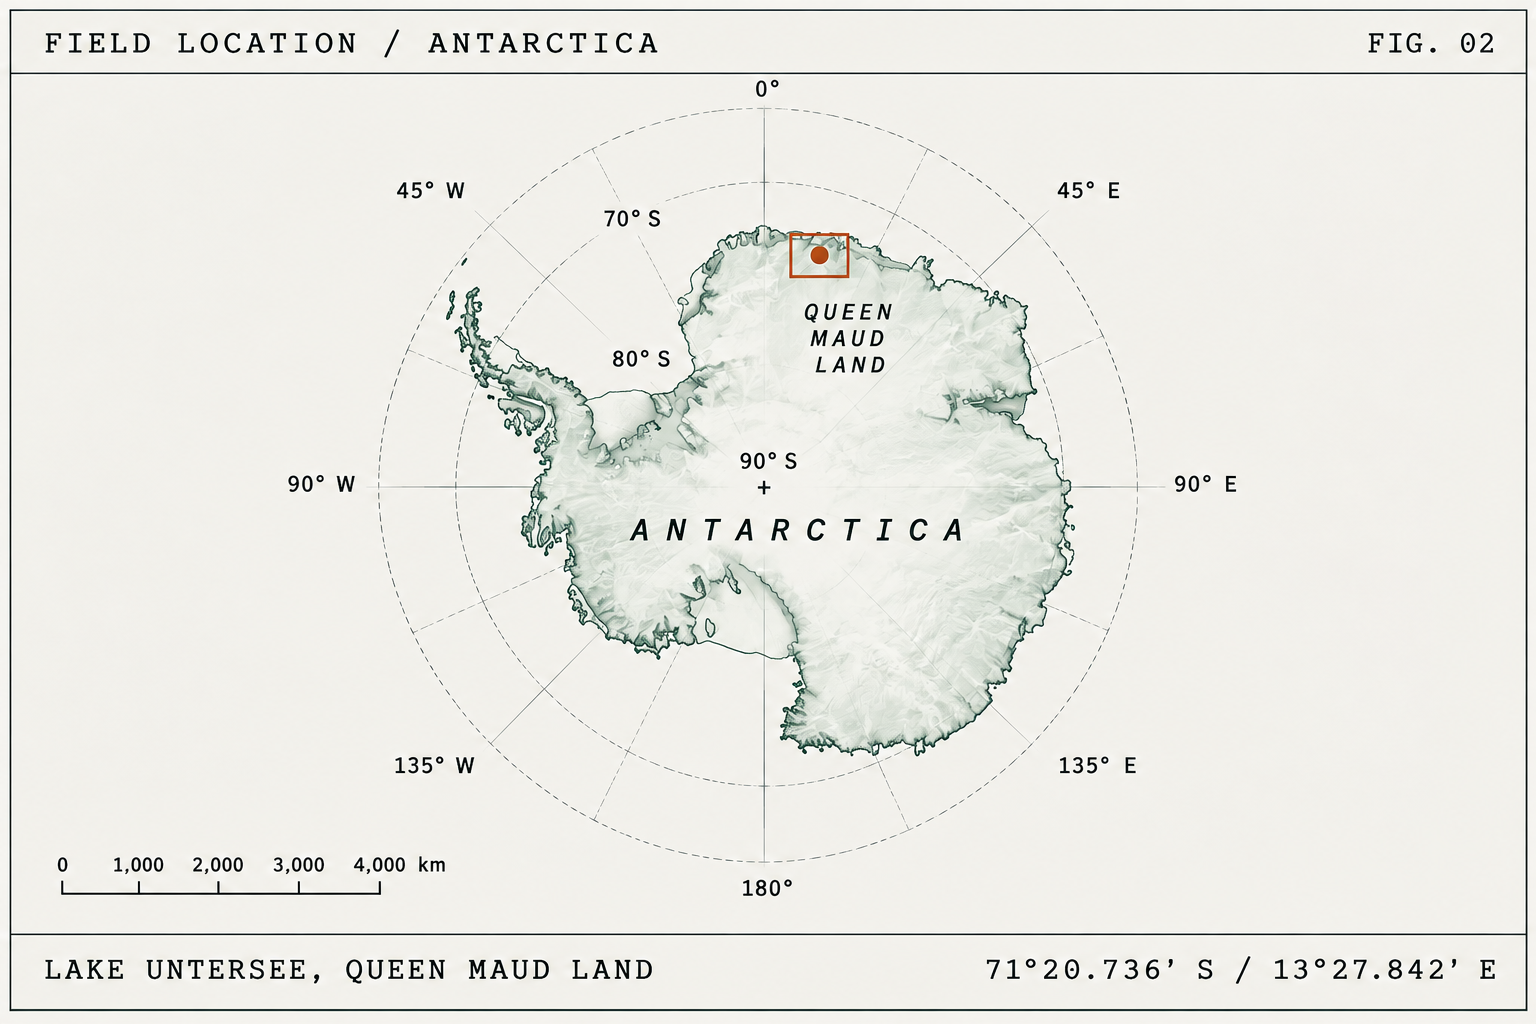 FIELD LOCATION / ANTARCTICA
FIG. 02
0°
45° W
45° E
70° S
QUEEN
MAUD
LAND
80° S
90° S
90° W
90° E
ANTARCTICA
135° W
135° E
0 1,000 2,000 3,000 4,000 km
180°
LAKE UNTERSEE, QUEEN MAUD LAND
71°20.736' S / 13°27.842' E